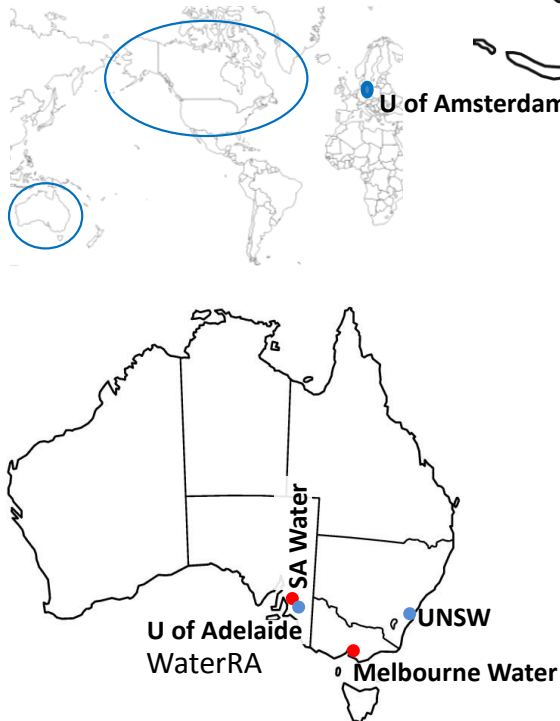 U of Amsterdam
SA Water
U of Adelaide
WaterRA
UNSW
Melbourne Water